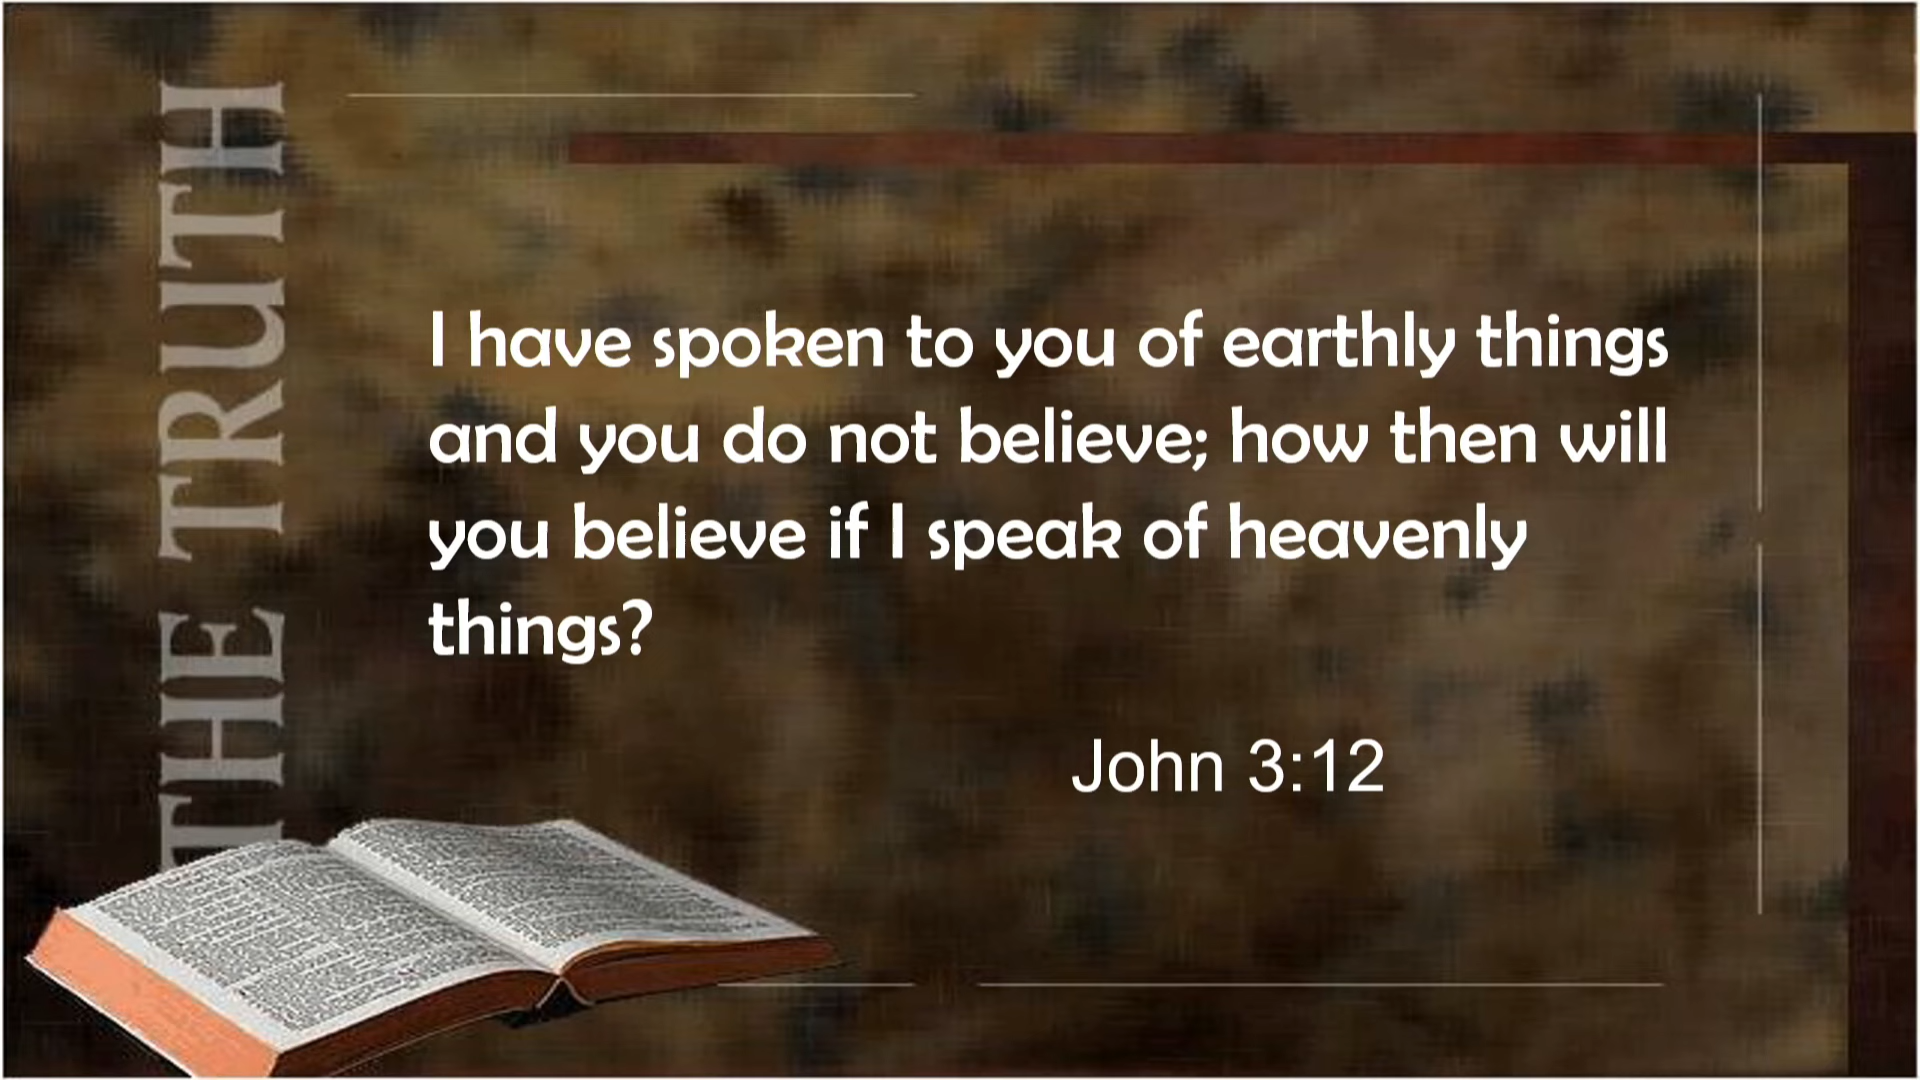 THE TRUTH
I have spoken to you of earthly things
and you do not believe; how then will
you believe if I speak of heavenly
things?
John 3:12